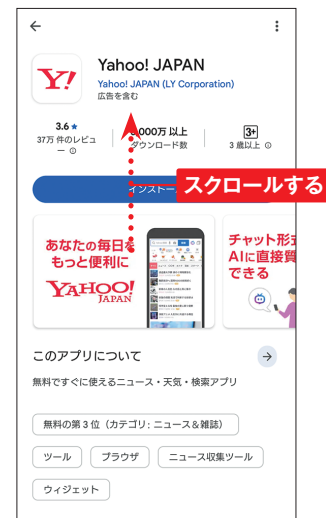 Yahoo! JAPAN
Yahoo! JAPAN (LY Corporation)
広告を含む
3.6★
37万 件のレビュ
ー
000万 以上
ダウンロード数
3+
3 歳以上
インストー
スクロールする
あなたの毎日を
もっと便利に
YAHOO!
JAPAN
チャット形式
AIに直接質
できる
このアプリについて
無料ですぐに使えるニュース・天気・検索アプリ
無料の第 3 位（カテゴリ: ニュース＆雑誌）
ツール
ブラウザ
ニュース収集ツール
ウィジェット